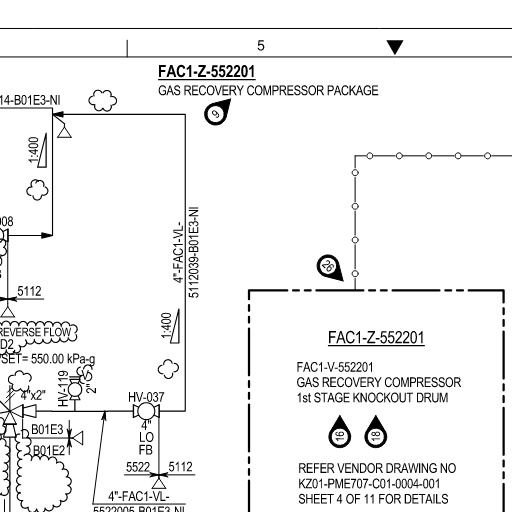 5
FAC1-Z-552201
GAS RECOVERY COMPRESSOR PACKAGE
14-B01E3-NI
9
1:400
4"-FAC1-VL-
5112039-B01E3-NI
008
26
5112
1:400
REVERSE FLOW
D2
SET= 550.00 kPa-g
HV-119
2"
4"x2"
HV-037
4"
LO
FB
B01E3
B01E2
5522
5112
4"-FAC1-VL-
5522005-B01E3-NI
FAC1-Z-552201
FAC1-V-552201
GAS RECOVERY COMPRESSOR
1st STAGE KNOCKOUT DRUM
16
18
REFER VENDOR DRAWING NO
KZ01-PME707-C01-0004-001
SHEET 4 OF 11 FOR DETAILS